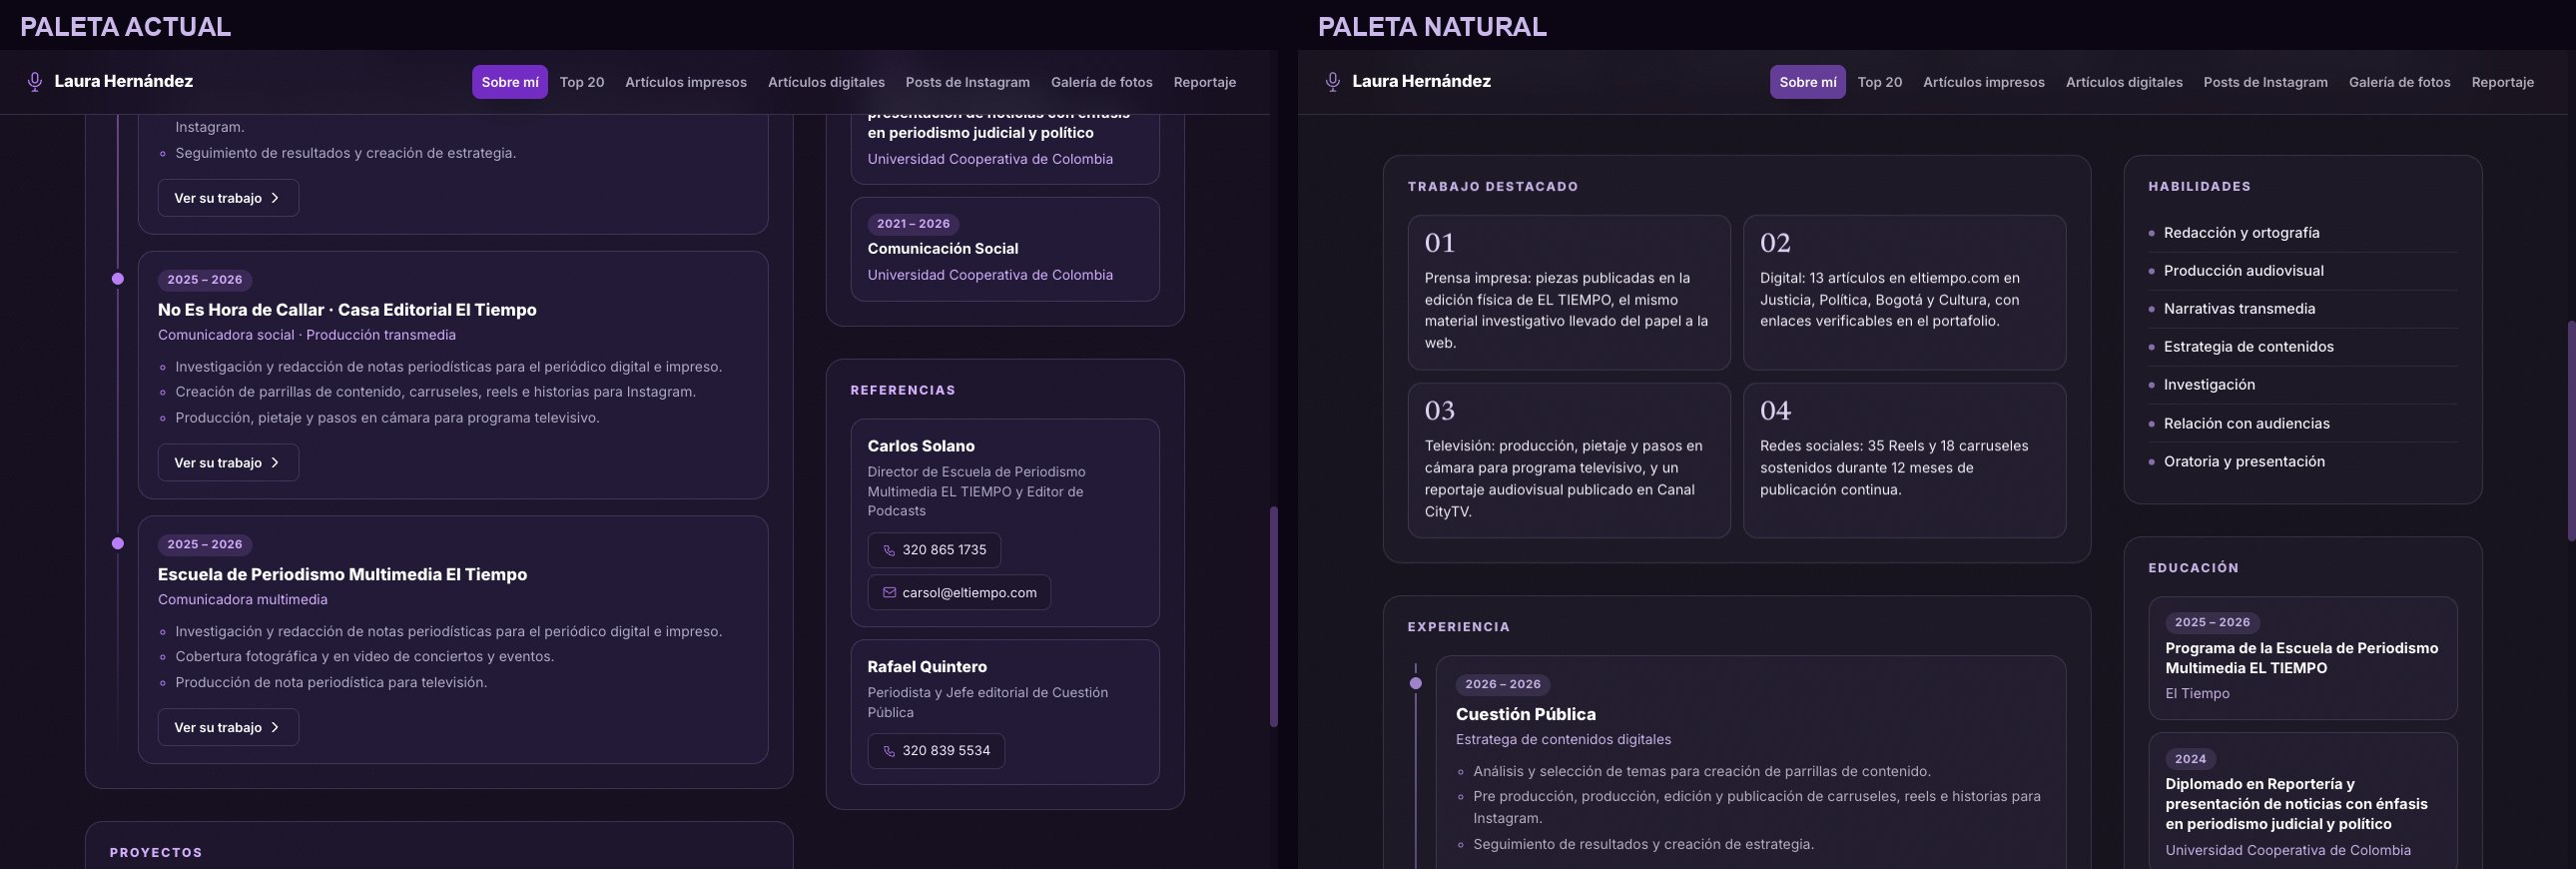 PALETA ACTUAL
Laura Hernández
Sobre mí
Top 20
Artículos impresos
Artículos digitales
Posts de Instagram
Galería de fotos
Reportaje
Instagram.
Seguimiento de resultados y creación de estrategia.
Ver su trabajo
2025 – 2026
No Es Hora de Callar · Casa Editorial El Tiempo
Comunicadora social · Producción transmedia
Investigación y redacción de notas periodísticas para el periódico digital e impreso.
Creación de parrillas de contenido, carruseles, reels e historias para Instagram.
Producción, pietaje y pasos en cámara para programa televisivo.
Ver su trabajo
2025 – 2026
Escuela de Periodismo Multimedia El Tiempo
Comunicadora multimedia
Investigación y redacción de notas periodísticas para el periódico digital e impreso.
Cobertura fotográfica y en video de conciertos y eventos.
Producción de nota periodística para televisión.
Ver su trabajo
PROYECTOS
presentación de noticias con énfasis
en periodismo judicial y político
Universidad Cooperativa de Colombia
2021 – 2026
Comunicación Social
Universidad Cooperativa de Colombia
REFERENCIAS
Carlos Solano
Director de Escuela de Periodismo
Multimedia EL TIEMPO y Editor de
Podcasts
320 865 1735
carsol@eltiempo.com
Rafael Quintero
Periodista y Jefe editorial de Cuestión
Pública
320 839 5534
PALETA NATURAL
Laura Hernández
Sobre mí
Top 20
Artículos impresos
Artículos digitales
Posts de Instagram
Galería de fotos
Reportaje
TRABAJO DESTACADO
01
Prensa impresa: piezas publicadas en la
edición física de EL TIEMPO, el mismo
material investigativo llevado del papel a la
web.
02
Digital: 13 artículos en eltiempo.com en
Justicia, Política, Bogotá y Cultura, con
enlaces verificables en el portafolio.
03
Televisión: producción, pietaje y pasos en
cámara para programa televisivo, y un
reportaje audiovisual publicado en Canal
CityTV.
04
Redes sociales: 35 Reels y 18 carruseles
sostenidos durante 12 meses de
publicación continua.
EXPERIENCIA
2026 – 2026
Cuestión Pública
Estratega de contenidos digitales
Análisis y selección de temas para creación de parrillas de contenido.
Pre producción, producción, edición y publicación de carruseles, reels e historias para
Instagram.
Seguimiento de resultados y creación de estrategia.
HABILIDADES
Redacción y ortografía
Producción audiovisual
Narrativas transmedia
Estrategia de contenidos
Investigación
Relación con audiencias
Oratoria y presentación
EDUCACIÓN
2025 – 2026
Programa de la Escuela de Periodismo
Multimedia EL TIEMPO
El Tiempo
2024
Diplomado en Reportería y
presentación de noticias con énfasis
en periodismo judicial y político
Universidad Cooperativa de Colombia